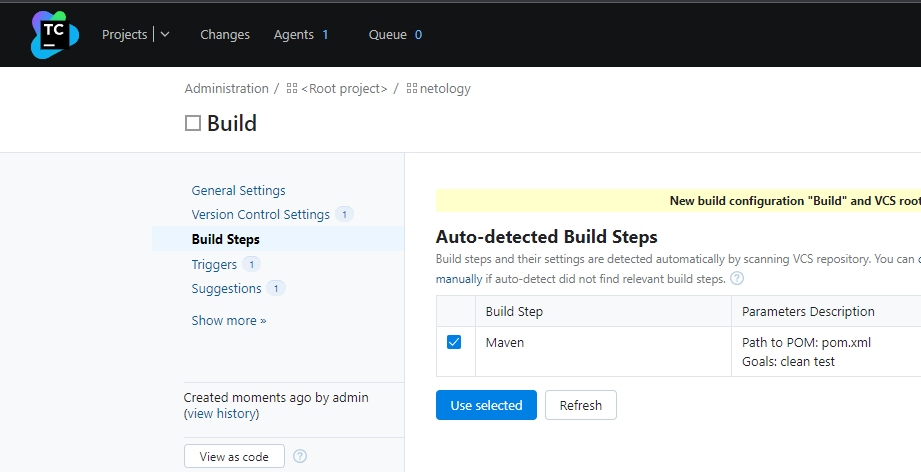 TC
Projects
Changes
Agents 1
Queue 0
Administration / <Root project> / netology
Build
General Settings
Version Control Settings 1
Build Steps
Triggers 1
Suggestions 1
Show more »
Created moments ago by admin
(view history)
View as code ?
New build configuration "Build" and VCS root
Auto-detected Build Steps
Build steps and their settings are detected automatically by scanning VCS repository. You can
manually if auto-detect did not find relevant build steps. ?
Build Step Parameters Description
Maven Path to POM: pom.xml
Goals: clean test
Use selected Refresh